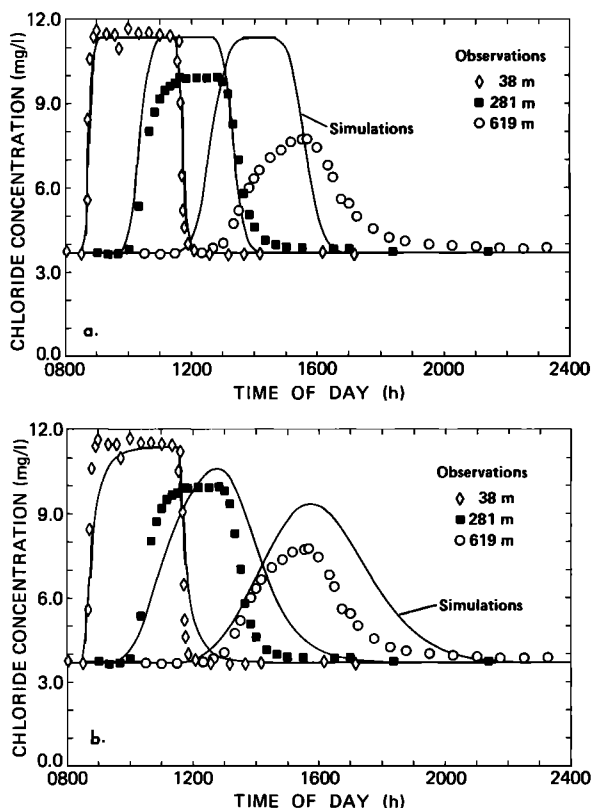 CHLORIDE CONCENTRATION (mg/l)
12.0
9.0
6.0
3.0
0.0
Observations
◇ 38 m
■ 281 m
○ 619 m
Simulations
a.
0800 1200 1600 2000 2400
TIME OF DAY (h)
CHLORIDE CONCENTRATION (mg/l)
12.0
9.0
6.0
3.0
0.0
Observations
◇ 38 m
■ 281 m
○ 619 m
Simulations
b.
0800 1200 1600 2000 2400
TIME OF DAY (h)